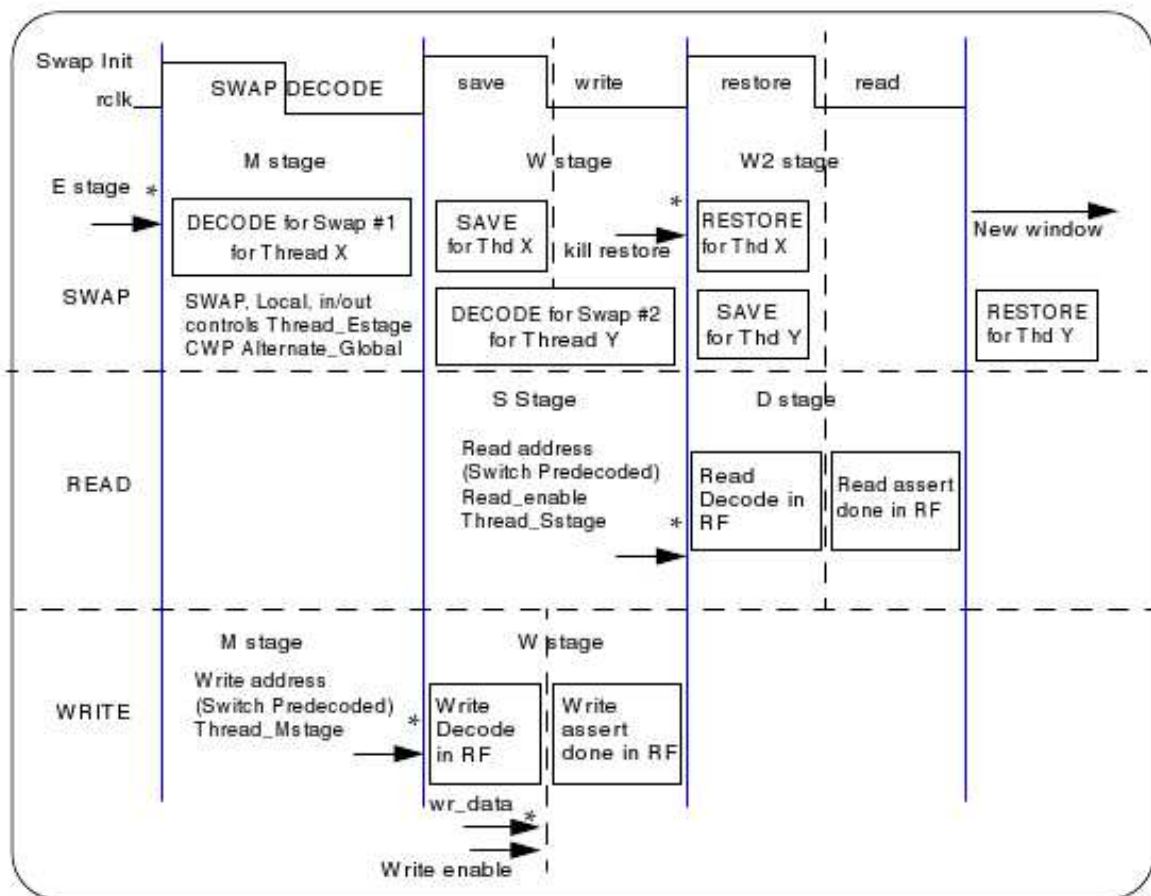 Swap Init
rclk
SWAP DECODE
save
write
restore
read
M stage
W stage
W2 stage
E stage
*
DECODE for Swap #1
for Thread X
SAVE
for Thd X
kill restore
*
RESTORE
for Thd X
New window
SWAP
SWAP, Local, in/out
controls Thread_Estage
CWP Alternate_Global
DECODE for Swap #2
for Thread Y
SAVE
for Thd Y
RESTORE
for Thd Y
S Stage
D stage
READ
Read address
(Switch Predecoded)
Read_enable
Thread_Sstage
*
Read
Decode in
RF
Read assert
done in RF
M stage
W stage
WRITE
Write address
(Switch Predecoded)
Thread_Mstage
*
Write
Decode
in RF
Write
assert
done in RF
wr_data
*
Write enable